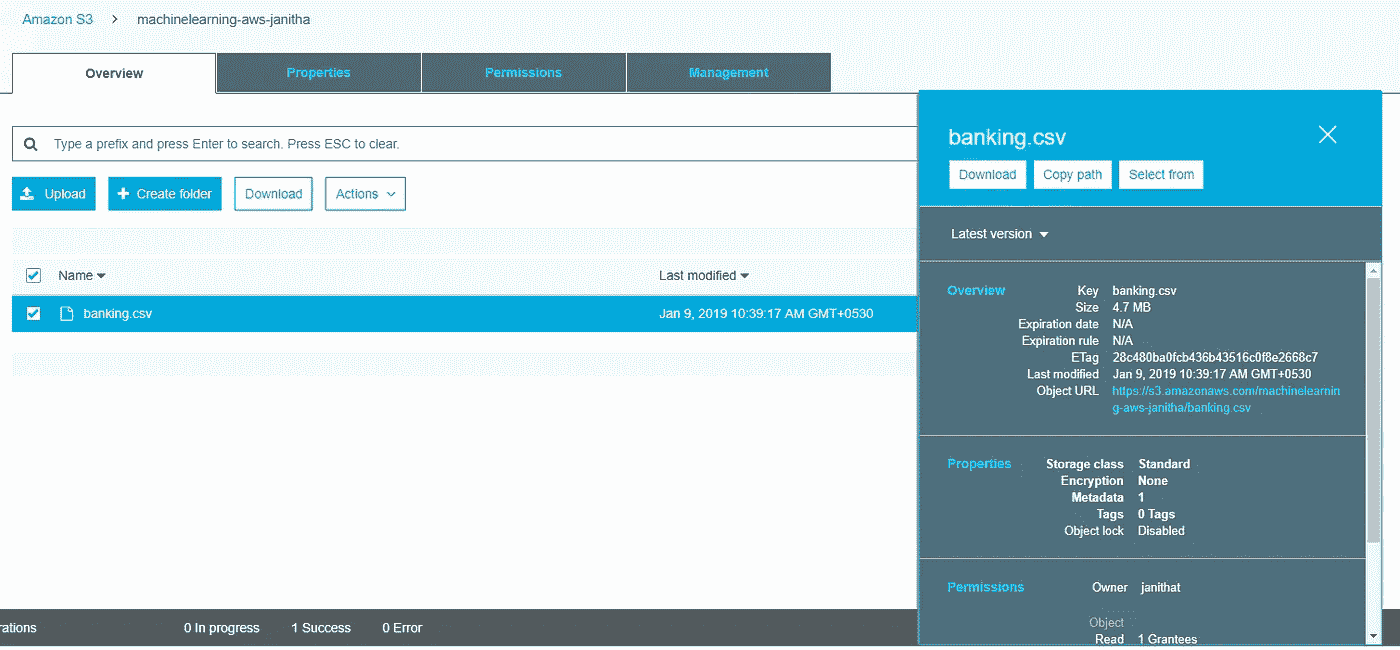 Amazon S3 > machinelearning-aws-janitha
Overview Properties Permissions Management
Type a prefix and press Enter to search. Press ESC to clear.
Upload + Create folder Download Actions
Name Last modified
banking.csv Jan 9, 2019 10:39:17 AM GMT+0530
banking.csv
Download Copy path Select from
Latest version
Overview Key banking.csv
Size 4.7 MB
Expiration date N/A
Expiration rule N/A
ETag 28c480ba0fcb436b43516c0f8e2668c7
Last modified Jan 9, 2019 10:39:17 AM GMT+0530
Object URL https://s3.amazonaws.com/machinelearnin
g-aws-janitha/banking.csv
Properties Storage class Standard
Encryption None
Metadata 1
Tags 0 Tags
Object lock Disabled
Permissions Owner janithat
Object
Read 1 Grantees
rations 0 In progress 1 Success 0 Error